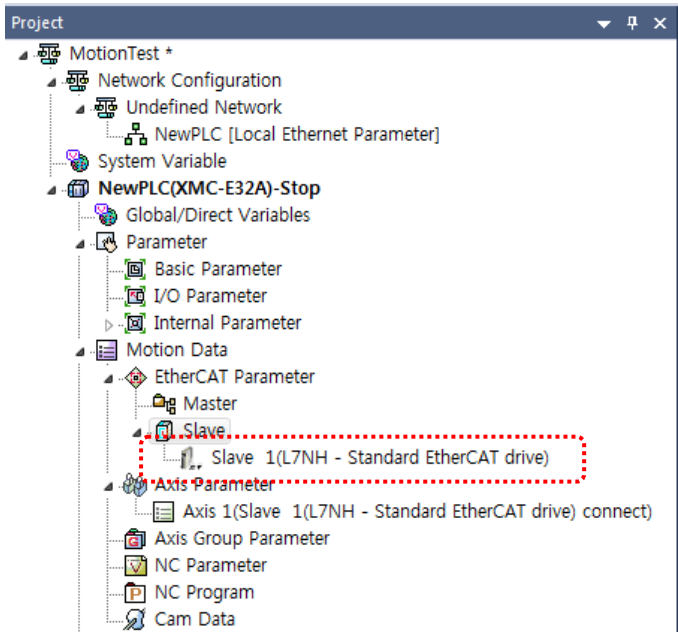 Project
MotionTest *
Network Configuration
Undefined Network
NewPLC [Local Ethernet Parameter]
System Variable
NewPLC(XMC-E32A)-Stop
Global/Direct Variables
Parameter
Basic Parameter
I/O Parameter
Internal Parameter
Motion Data
EtherCAT Parameter
Master
Slave
Slave 1(L7NH - Standard EtherCAT drive)
Axis Parameter
Axis 1(Slave 1(L7NH - Standard EtherCAT drive) connect)
Axis Group Parameter
NC Parameter
NC Program
Cam Data